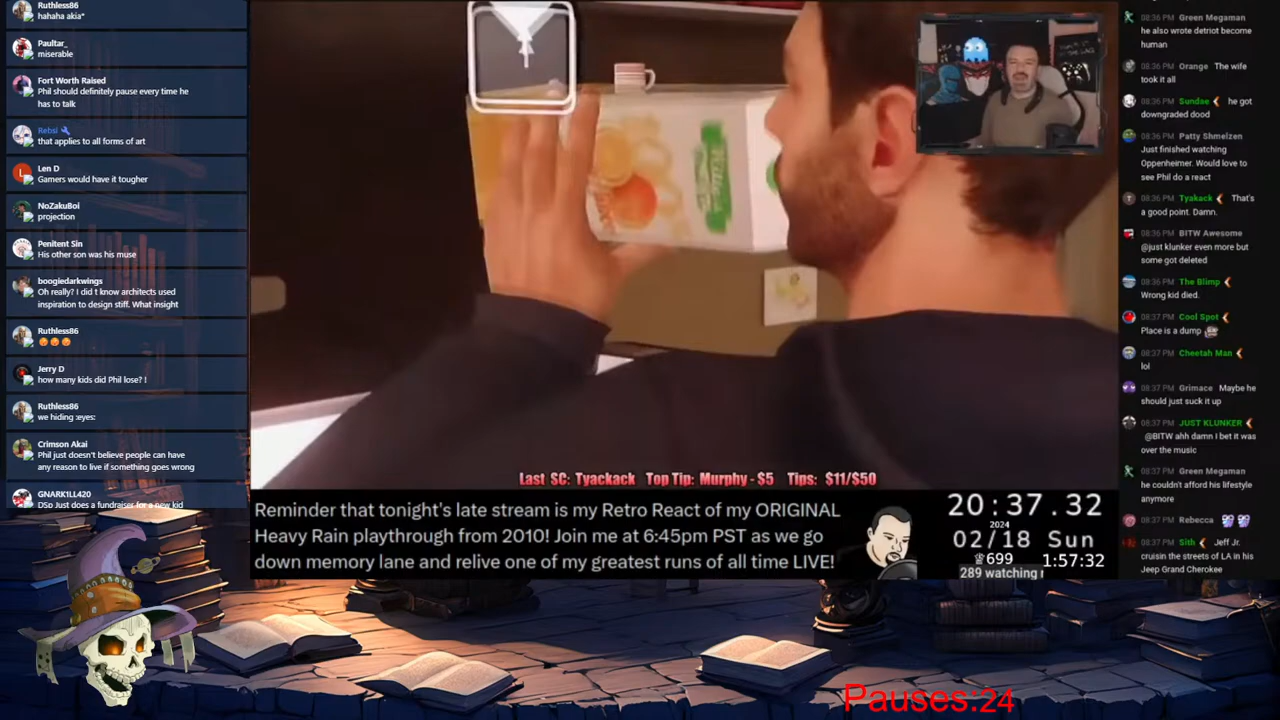 Ruthless86
hahaha akia*
Paultar_
miserable
Fort Worth Raised
Phil should definitely pause every time he
has to talk
Rebsi
that applies to all forms of art
Len D
Gamers would have it tougher
NoZakuBoi
projection
Penitent Sin
His other son was his muse
boogiedarkwings
Oh really? I did t know architects used
inspiration to design stiff. What insight
Ruthless86
Jerry D
how many kids did Phil lose? !
Ruthless86
we hiding :eyes:
Crimson Akai
Phil just doesn't believe people can have
any reason to live if something goes wrong
GNARK1LL420
DSp Just does a fundraiser for a new kid
Last SC: Tyackack Top Tip: Murphy - $5 Tips: $11/$50
Reminder that tonight's late stream is my Retro React of my ORIGINAL
Heavy Rain playthrough from 2010! Join me at 6:45pm PST as we go
down memory lane and relive one of my greatest runs of all time LIVE!
20:37.32
2024
02/18 Sun
699
1:57:32
289 watching
08:36 PM Green Megaman
he also wrote detriot become
human
08:36 PM Orange The wife
took it all
08:36 PM Sundae he got
downgraded dood
08:36 PM Patty Shmelzen
Just finished watching
Oppenheimer. Would love to
see Phil do a react
08:36 PM Tyakack That's
a good point. Damn.
08:36 PM BITW Awesome
@just klunker even more but
some got deleted
08:36 PM The Blimp
Wrong kid died.
08:37 PM Cool Spot
Place is a dump
08:37 PM Cheetah Man
lol
08:37 PM Grimace Maybe he
should just suck it up
08:37 PM JUST KLUNKER
@BITW ahh damn I bet it was
over the music
08:37 PM Green Megaman
he couldn't afford his lifestyle
anymore
08:37 PM Rebecca
08:37 PM Sith Jeff Jr.
cruisin the streets of LA in his
Jeep Grand Cherokee
Pauses:24